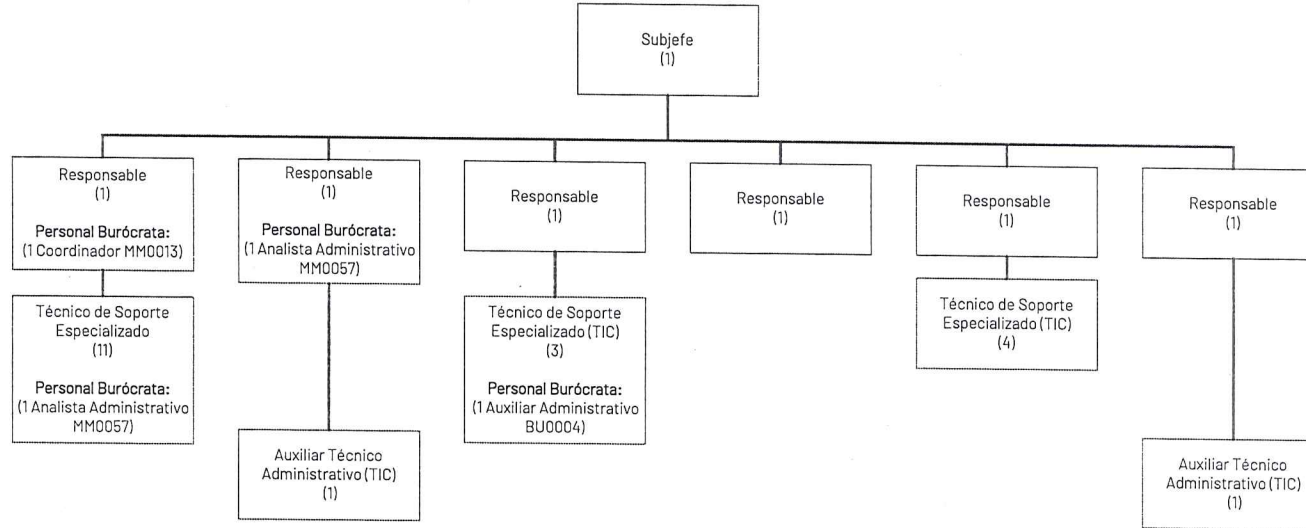 Subjefe
(1)
Responsable
(1)
Personal Burócrata:
(1 Coordinador MM0013)
Responsable
(1)
Personal Burócrata:
(1 Analista Administrativo
MM0057)
Responsable
(1)
Responsable
(1)
Responsable
(1)
Responsable
(1)
Técnico de Soporte
Especializado
(11)
Personal Burócrata:
(1 Analista Administrativo
MM0057)
Técnico de Soporte
Especializado (TIC)
(3)
Personal Burócrata:
(1 Auxiliar Administrativo
BU0004)
Técnico de Soporte
Especializado (TIC)
(4)
Auxiliar Técnico
Administrativo (TIC)
(1)
Auxiliar Técnico
Administrativo (TIC)
(1)